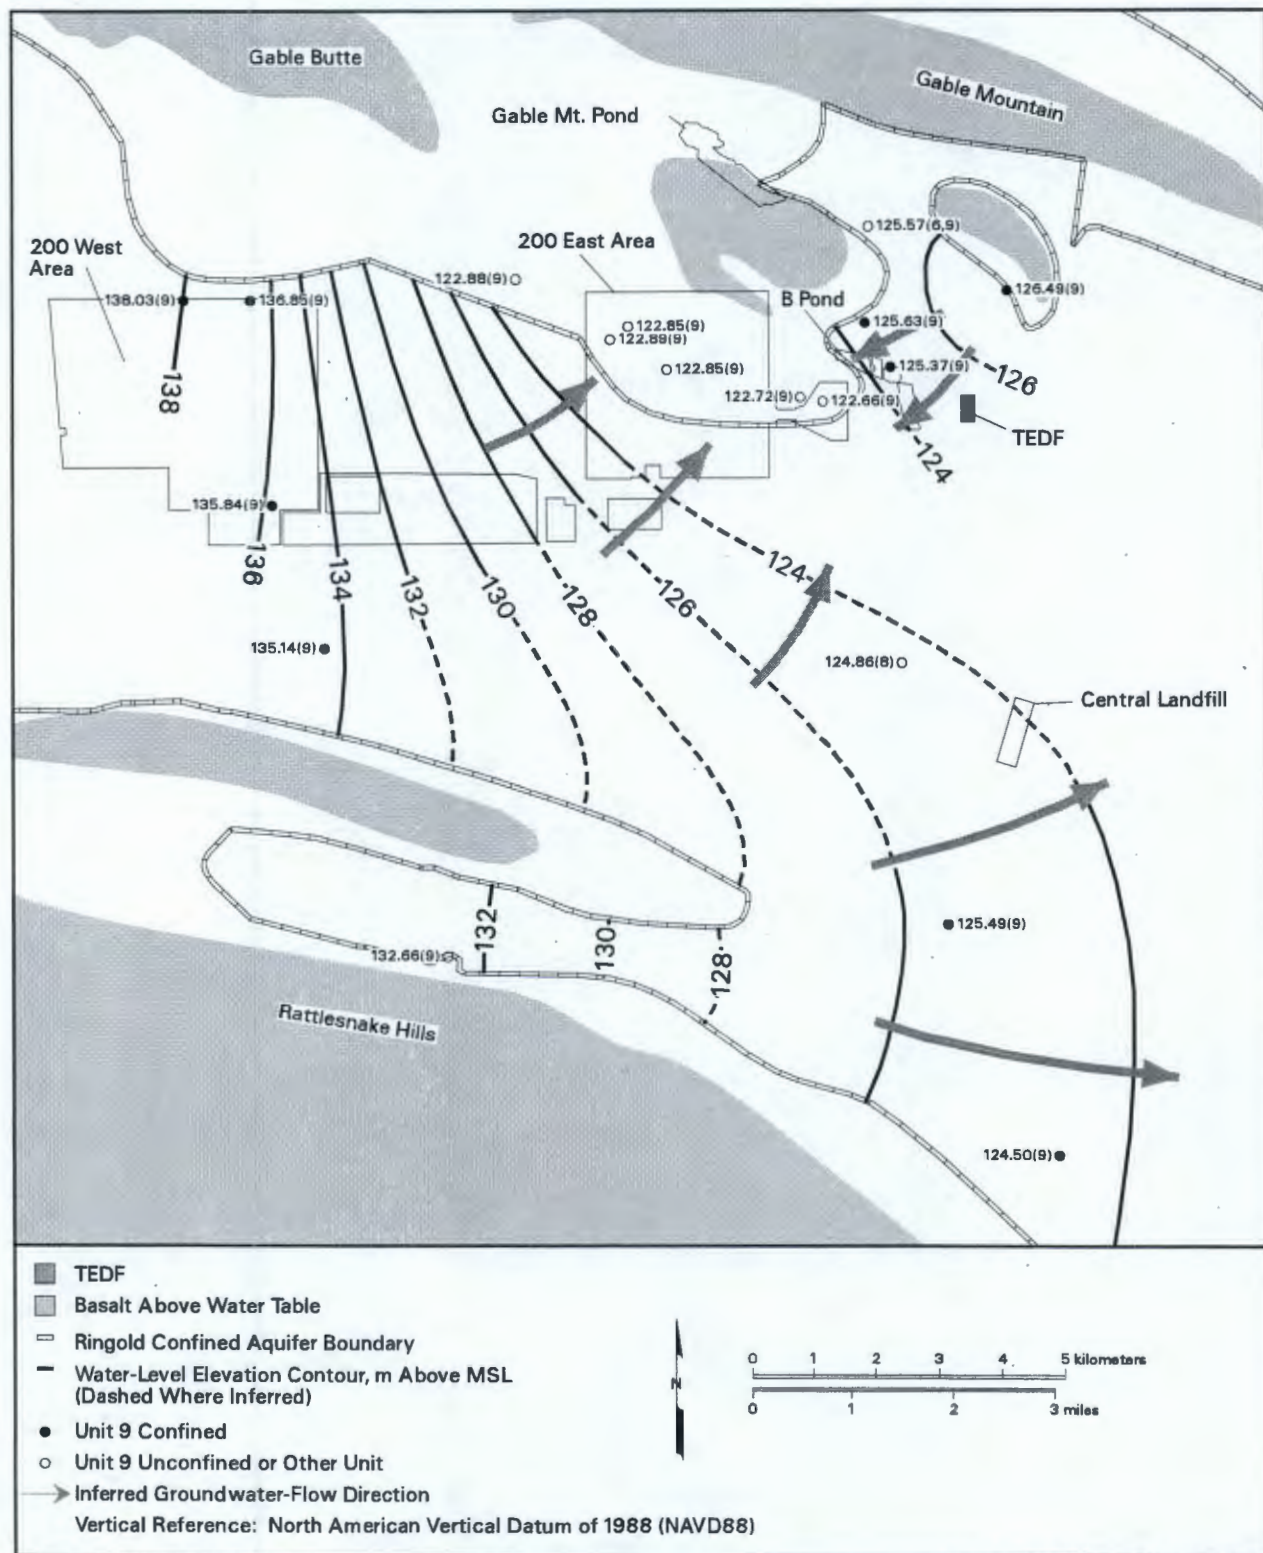 Gable Butte
Gable Mountain
Gable Mt. Pond
200 West
Area
200 East Area
B Pond
125.57(6,9)
122.88(9)
138.03(9)
136.85(9)
126.49(9)
122.85(9)
122.89(9)
125.63(9)
122.85(9)
125.37(9)
122.72(9)
122.66(9)
126
138
TEDF
124
135.84(9)
136
134
132
130
128
126
124
135.14(9)
124.86(8)
Central Landfill
132
130
128
125.49(9)
132.66(9)
Rattlesnake Hills
124.50(9)
TEDF
Basalt Above Water Table
Ringold Confined Aquifer Boundary
Water-Level Elevation Contour, m Above MSL
(Dashed Where Inferred)
Unit 9 Confined
Unit 9 Unconfined or Other Unit
Inferred Groundwater-Flow Direction
Vertical Reference: North American Vertical Datum of 1988 (NAVD88)
N
0 1 2 3 4 5 kilometers
0 1 2 3 miles